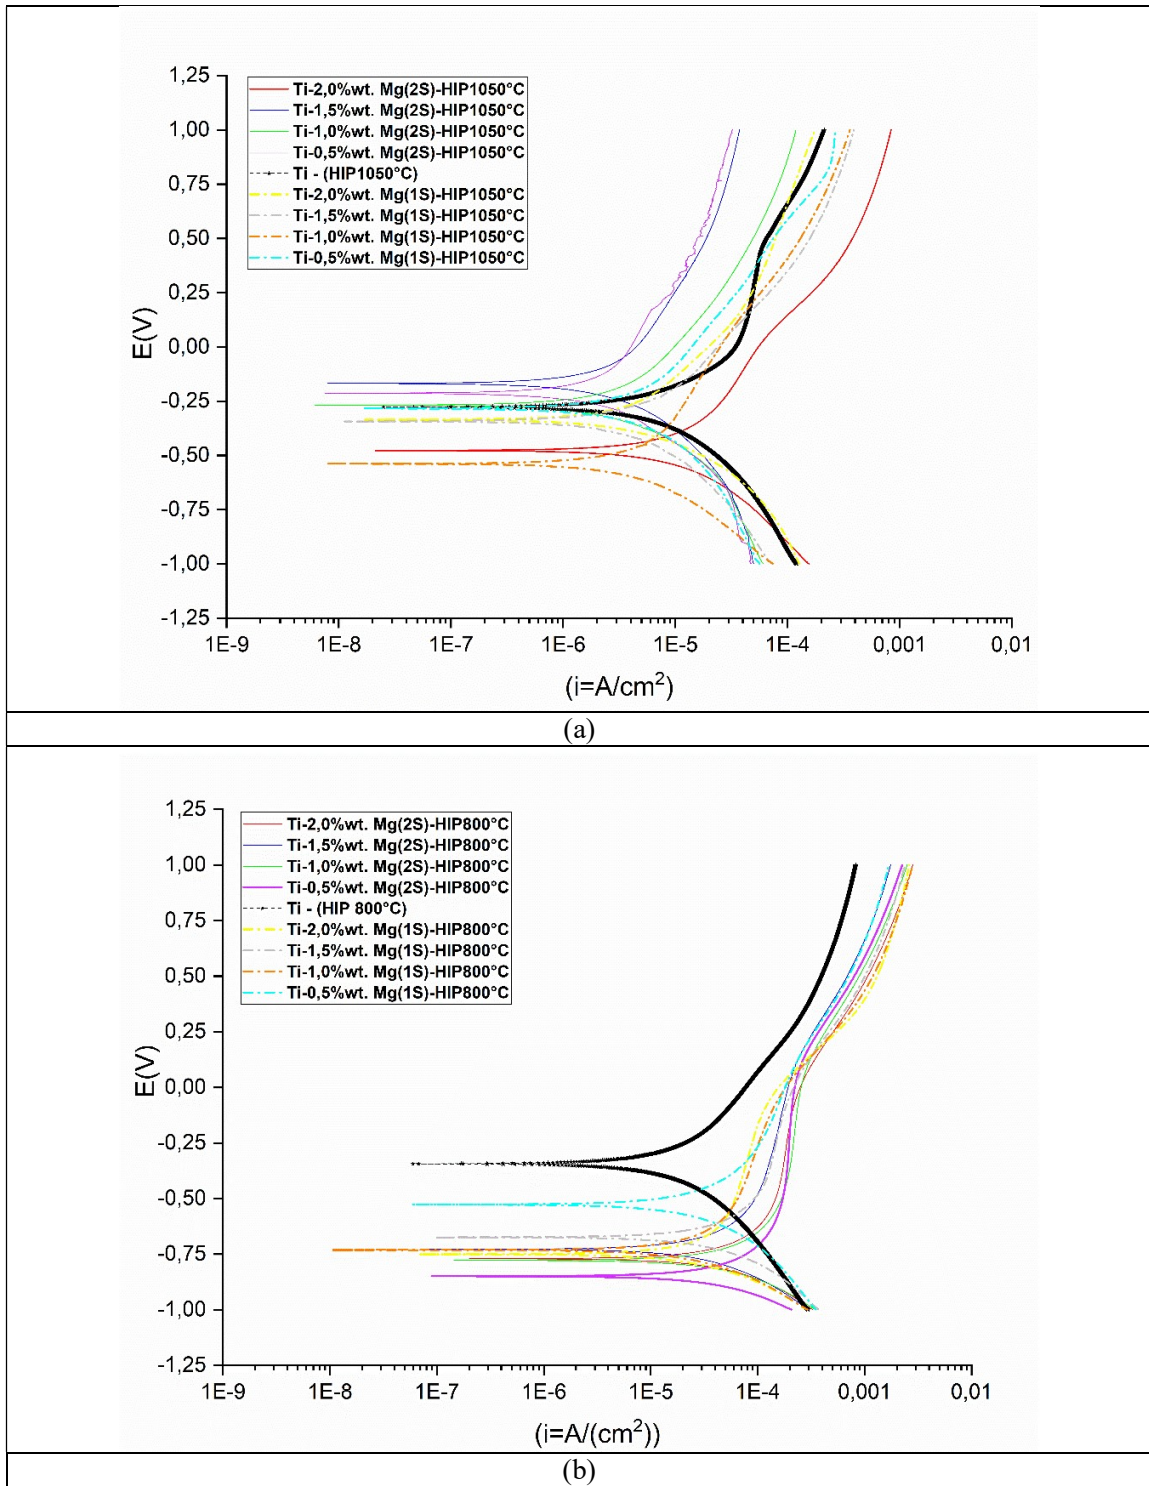 1,25
1,00
0,75
0,50
0,25
0,00
-0,25
-0,50
-0,75
-1,00
-1,25
E(V)
Ti-2,0%wt. Mg(2S)-HIP1050°C
Ti-1,5%wt. Mg(2S)-HIP1050°C
Ti-1,0%wt. Mg(2S)-HIP1050°C
Ti-0,5%wt. Mg(2S)-HIP1050°C
Ti - (HIP1050°C)
Ti-2,0%wt. Mg(1S)-HIP1050°C
Ti-1,5%wt. Mg(1S)-HIP1050°C
Ti-1,0%wt. Mg(1S)-HIP1050°C
Ti-0,5%wt. Mg(1S)-HIP1050°C
1E-9 1E-8 1E-7 1E-6 1E-5 1E-4 0,001 0,01
(i=A/cm²)
(a)
1,25
1,00
0,75
0,50
0,25
0,00
-0,25
-0,50
-0,75
-1,00
-1,25
E(V)
Ti-2,0%wt. Mg(2S)-HIP800°C
Ti-1,5%wt. Mg(2S)-HIP800°C
Ti-1,0%wt. Mg(2S)-HIP800°C
Ti-0,5%wt. Mg(2S)-HIP800°C
Ti - (HIP 800°C)
Ti-2,0%wt. Mg(1S)-HIP800°C
Ti-1,5%wt. Mg(1S)-HIP800°C
Ti-1,0%wt. Mg(1S)-HIP800°C
Ti-0,5%wt. Mg(1S)-HIP800°C
1E-9 1E-8 1E-7 1E-6 1E-5 1E-4 0,001 0,01
(i=A/(cm²))
(b)